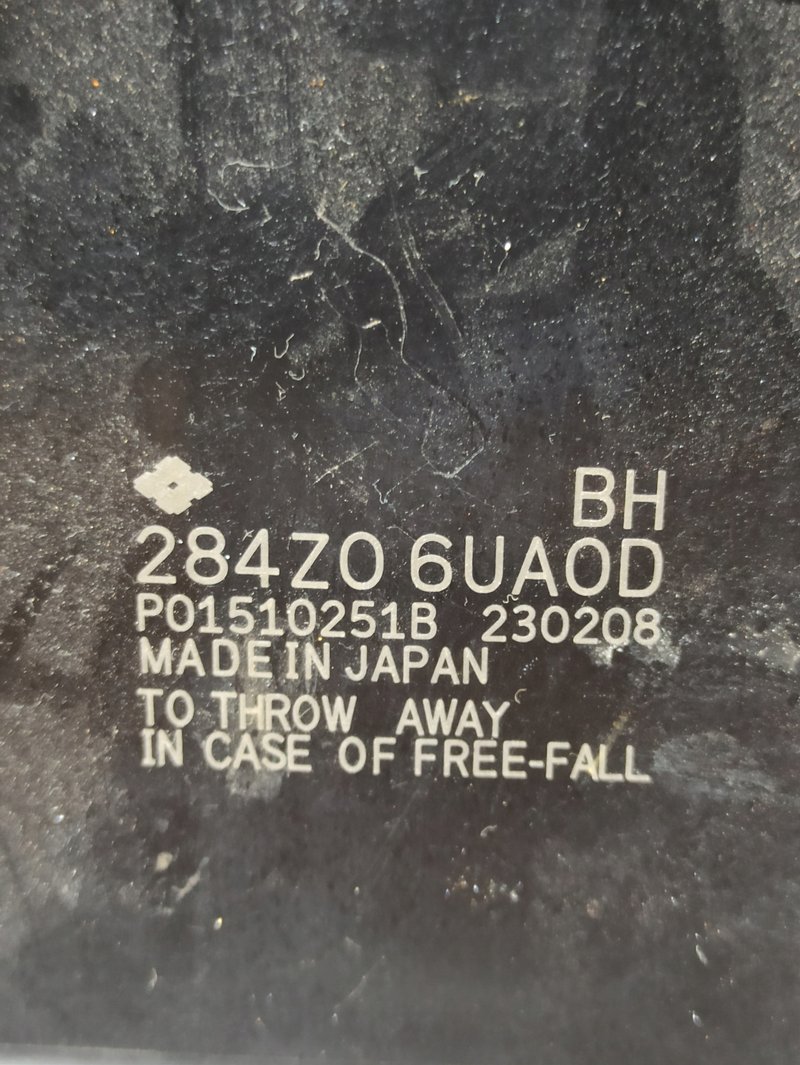 BH
284Z0 6UA0D
P01510251B 230208
MADE IN JAPAN
TO THROW AWAY
IN CASE OF FREE-FALL